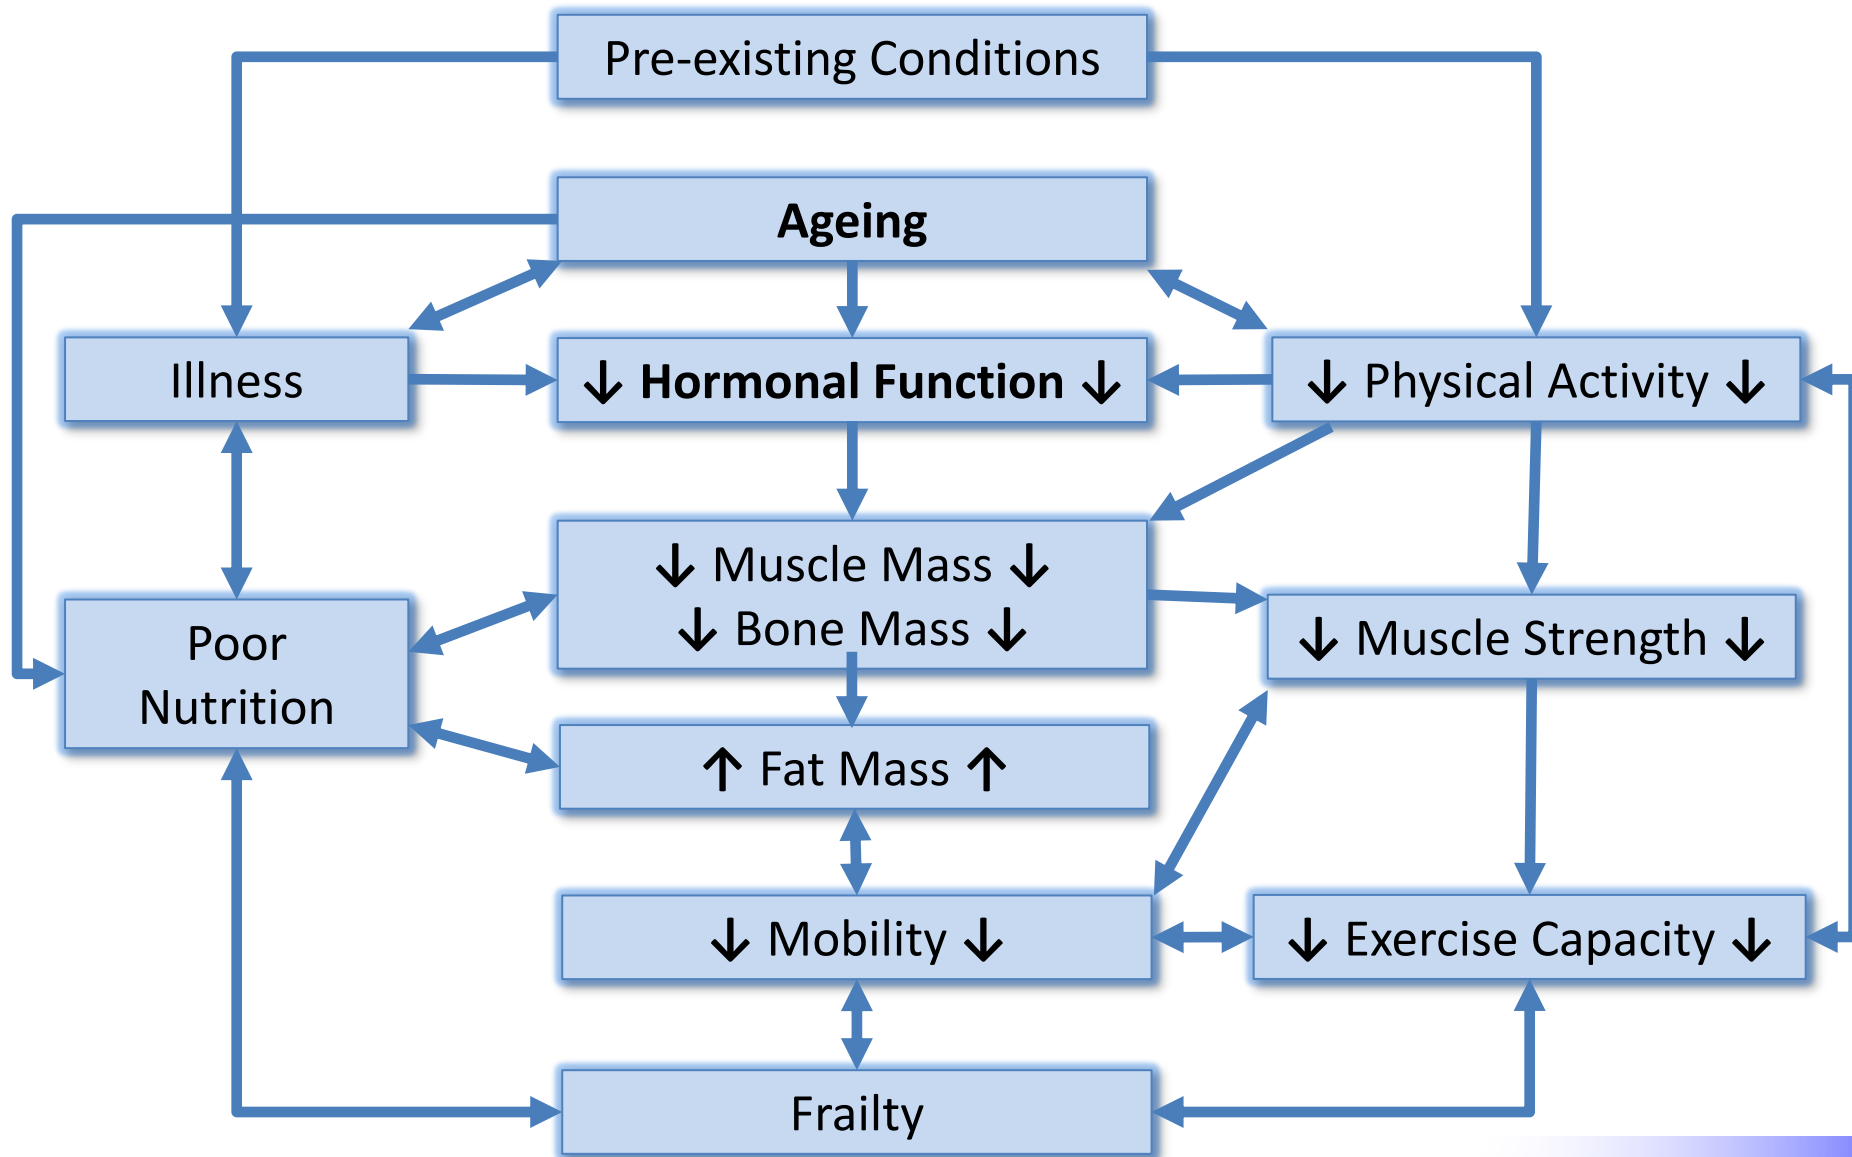 Pre-existing Conditions
Ageing
Illness
↓ Hormonal Function ↓
↓ Physical Activity ↓
↓ Muscle Mass ↓
↓ Bone Mass ↓
Poor
Nutrition
↓ Muscle Strength ↓
↑ Fat Mass ↑
↓ Mobility ↓
↓ Exercise Capacity ↓
Frailty